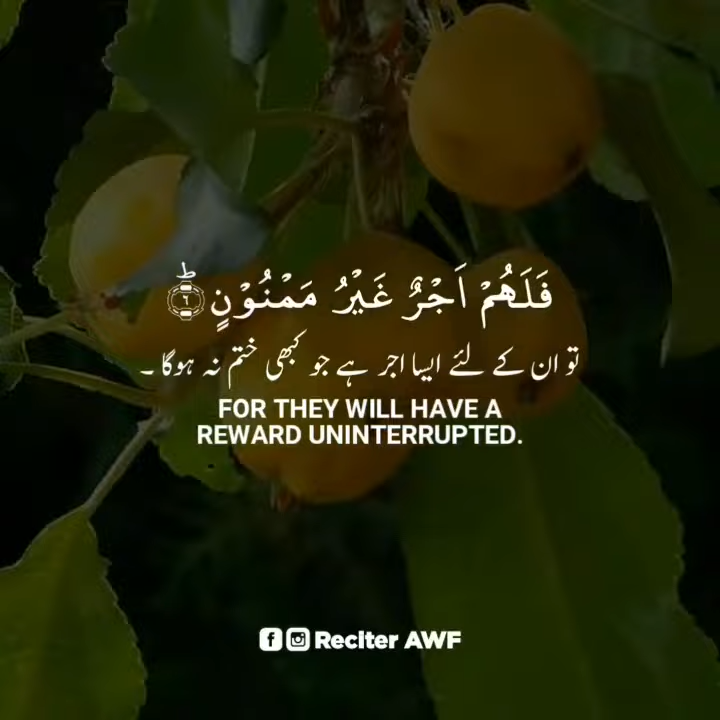 فَلَهُمْ اَجْرٌ غَيْرُ مَمْنُوْنٍؕ ۝۶
تو ان کے لئے ایسا اجر ہے جو کبھی ختم نہ ہوگا ۔
FOR THEY WILL HAVE A
REWARD UNINTERRUPTED.
Reciter AWF